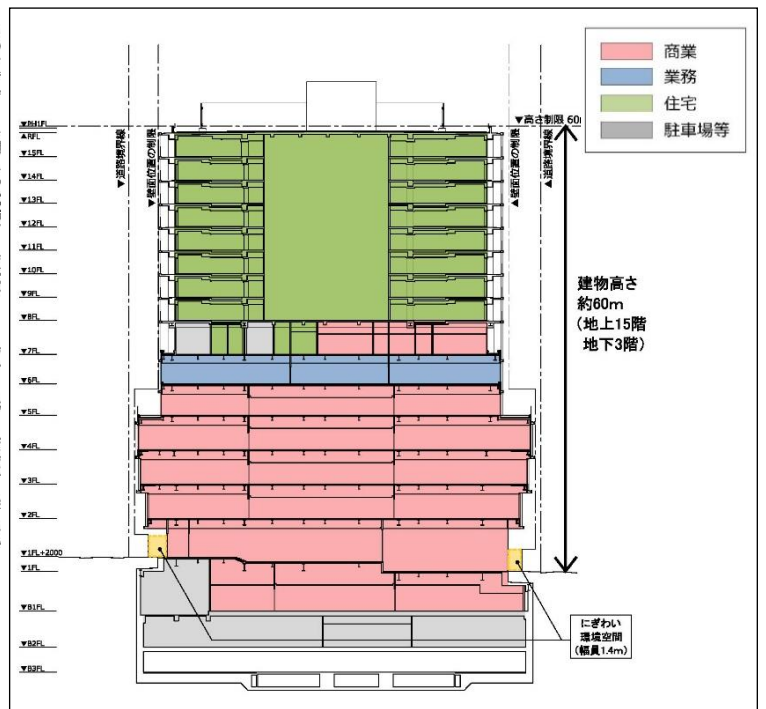 商業
業務
住宅
駐車場等
▼PH1FL
▲RFL
▼15FL
▼14FL
▼13FL
▼12FL
▼11FL
▼10FL
▼9FL
▼8FL
▼7FL
▼6FL
▼5FL
▼4FL
▼3FL
▼2FL
▼1FL+2000
▼1FL
▼B1FL
▼B2FL
▼B3FL
▼道路境界線
▼壁面位置の制限
▼高さ制限 60m
▲壁面位置の制限
▲道路境界線
建物高さ
約60m
(地上15階
地下3階)
にぎわい
環境空間
(幅員1.4m)